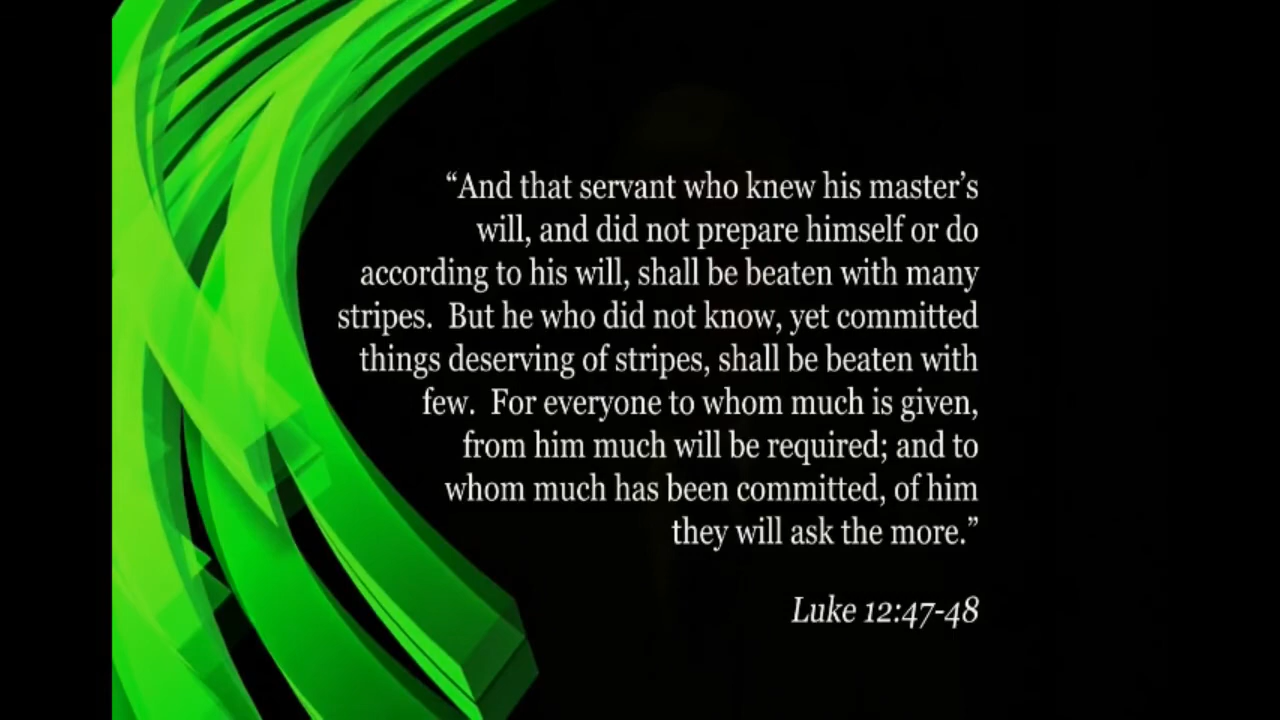 “And that servant who knew his master’s
will, and did not prepare himself or do
according to his will, shall be beaten with many
stripes.  But he who did not know, yet committed
things deserving of stripes, shall be beaten with
few.  For everyone to whom much is given,
from him much will be required; and to
whom much has been committed, of him
they will ask the more.”
Luke 12:47-48